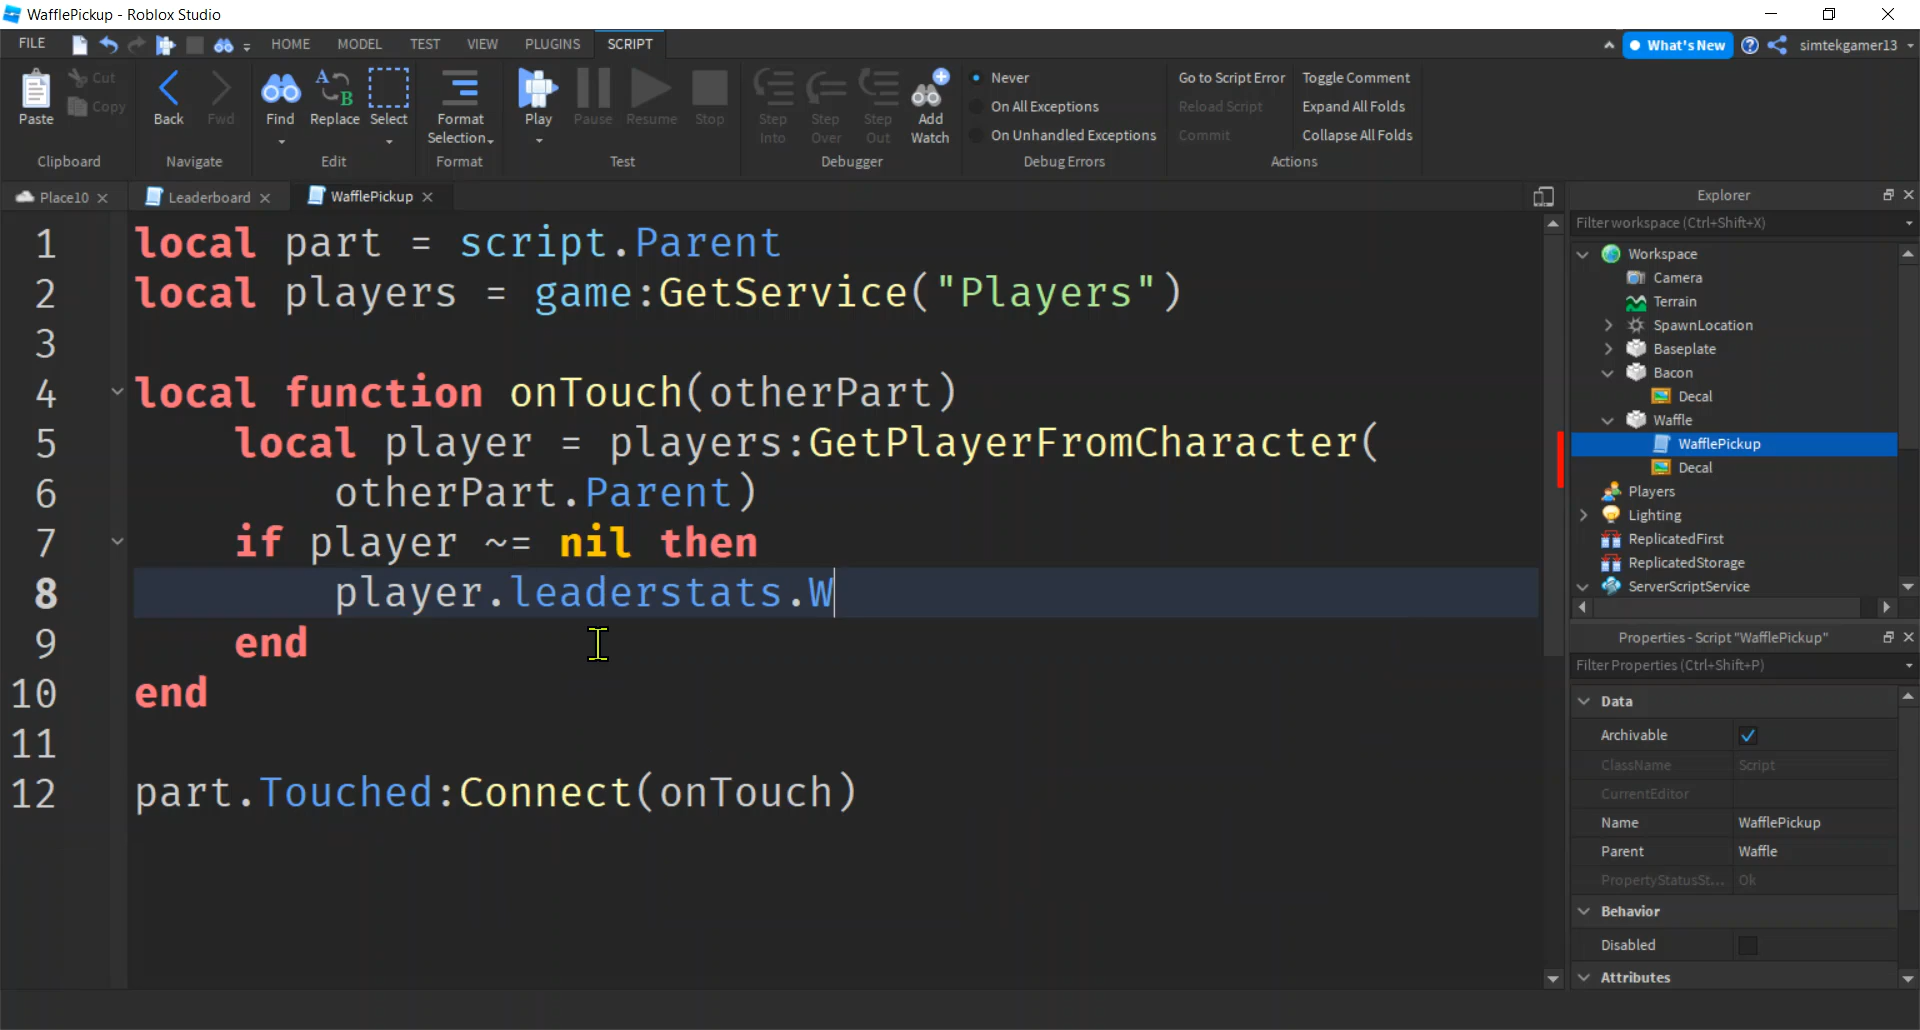 WafflePickup - Roblox Studio
FILE HOME MODEL TEST VIEW PLUGINS SCRIPT What's New simtekgamer13
Paste Cut Copy Back Fwd Find Replace Select Format Selection Play Pause Resume Stop Step Into Step Over Step Out Add Watch
Never Go to Script Error Toggle Comment
On All Exceptions Reload Script Expand All Folds
On Unhandled Exceptions Commit Collapse All Folds
Clipboard Navigate Edit Format Test Debugger Debug Errors Actions
Place10 Leaderboard WafflePickup
1 local part = script.Parent
2 local players = game:GetService("Players")
3
4 local function onTouch(otherPart)
5 local player = players:GetPlayerFromCharacter(
6 otherPart.Parent)
7 if player ~= nil then
8 player.leaderstats.W
9 end
10 end
11
12 part.Touched:Connect(onTouch)
Explorer
Filter workspace (Ctrl+Shift+X)
Workspace
Camera
Terrain
SpawnLocation
Baseplate
Bacon
Decal
Waffle
WafflePickup
Decal
Players
Lighting
ReplicatedFirst
ReplicatedStorage
ServerScriptService
Properties - Script "WafflePickup"
Filter Properties (Ctrl+Shift+P)
Data
Archivable
ClassName Script
CurrentEditor
Name WafflePickup
Parent Waffle
PropertyStatusSt... Ok
Behavior
Disabled
Attributes